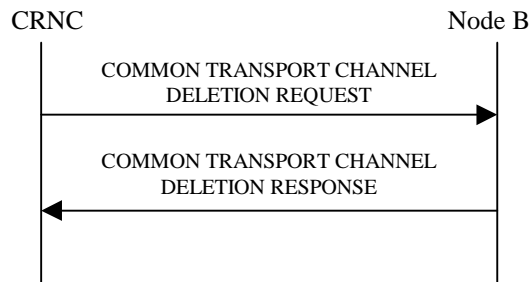 CRNC
Node B
COMMON TRANSPORT CHANNEL
DELETION REQUEST
COMMON TRANSPORT CHANNEL
DELETION RESPONSE